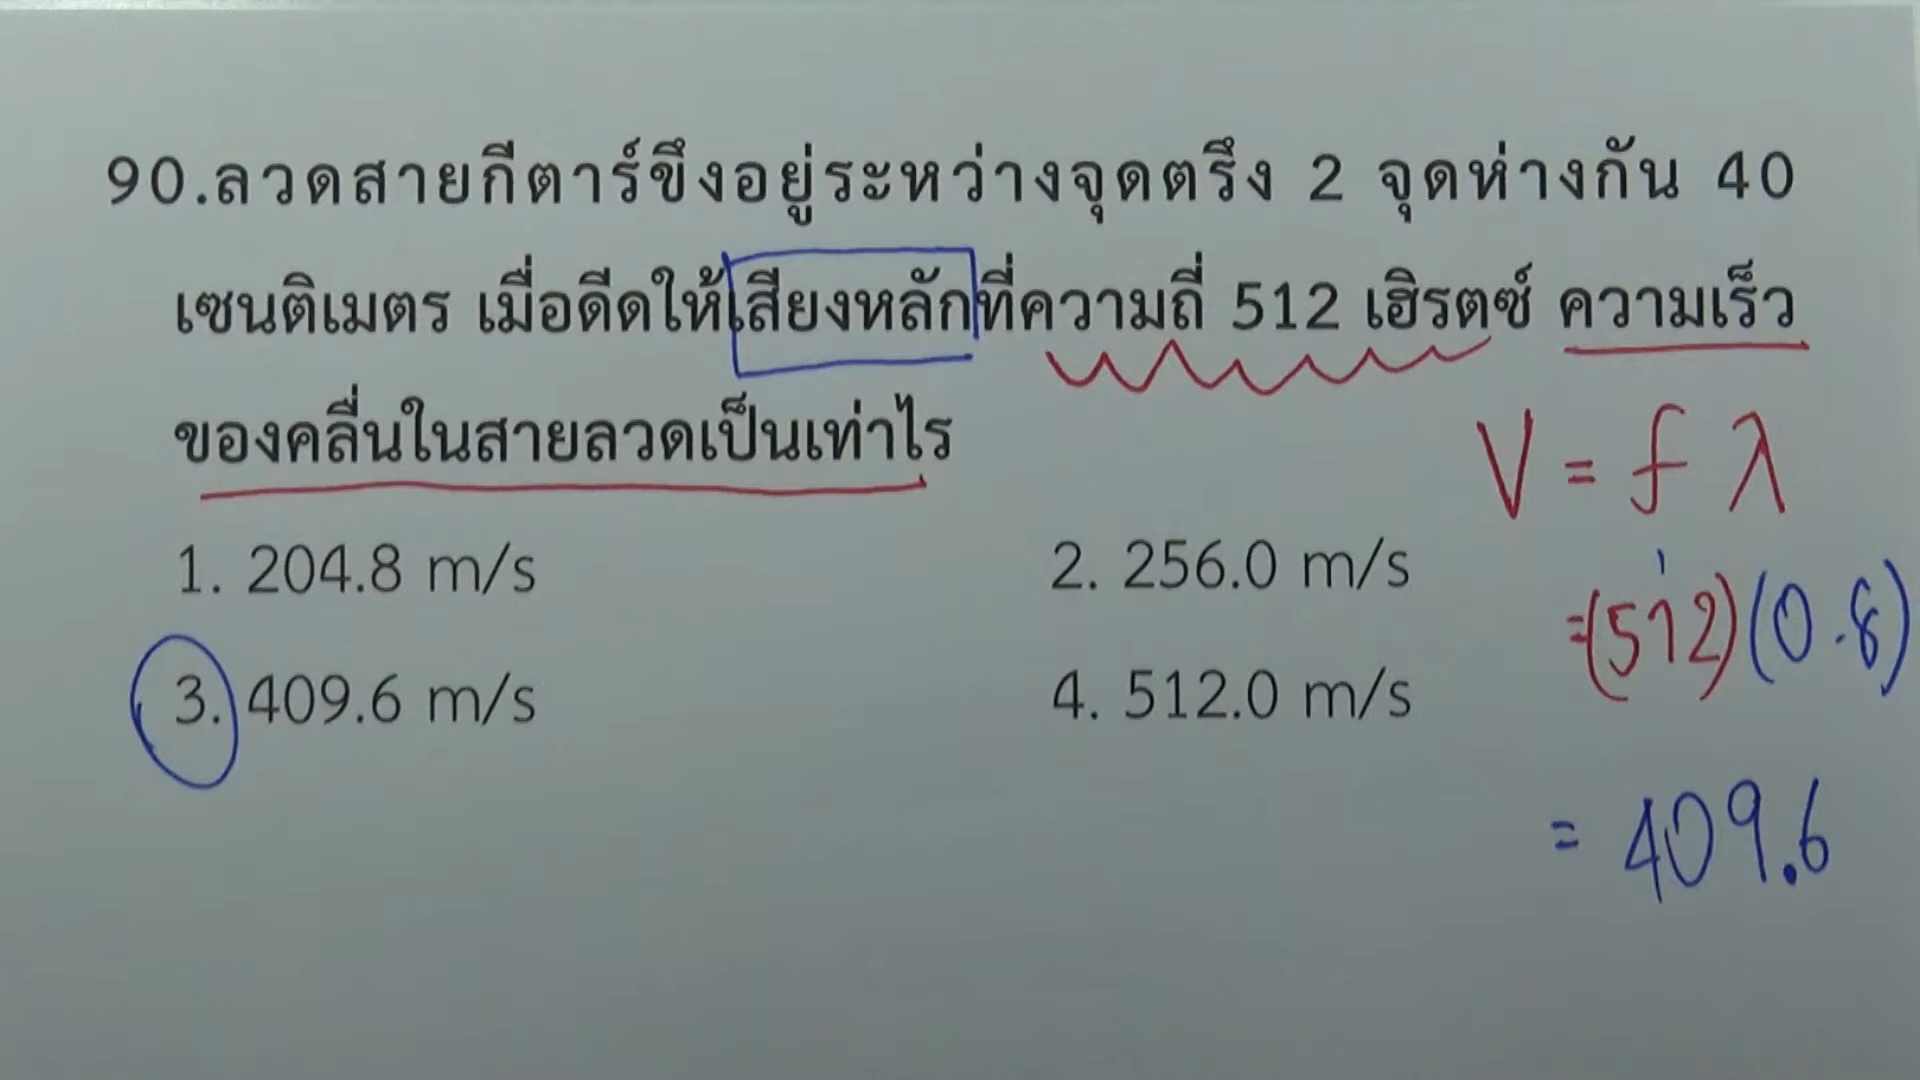 90.ลวดสายกีตาร์ขึงอยู่ระหว่างจุดตรึง 2 จุดห่างกัน 40
เซนติเมตร เมื่อดีดให้เสียงหลักที่ความถี่ 512 เฮิรตซ์ ความเร็ว
ของคลื่นในสายลวดเป็นเท่าไร
V = f λ
1. 204.8 m/s 2. 256.0 m/s
=(512)(0.8)
3. 409.6 m/s 4. 512.0 m/s
= 409.6